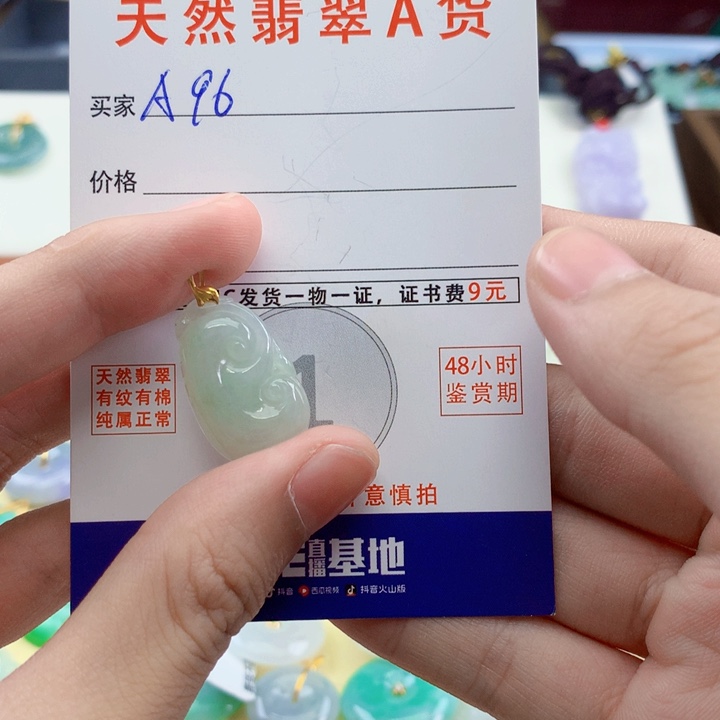 天然翡翠A货
买家 A96
价格
发货一物一证，证书费9元
天然翡翠
有纹有棉
纯属正常
1
48小时
鉴赏期
意慎拍
直播基地
抖音 西瓜视频 抖音火山版